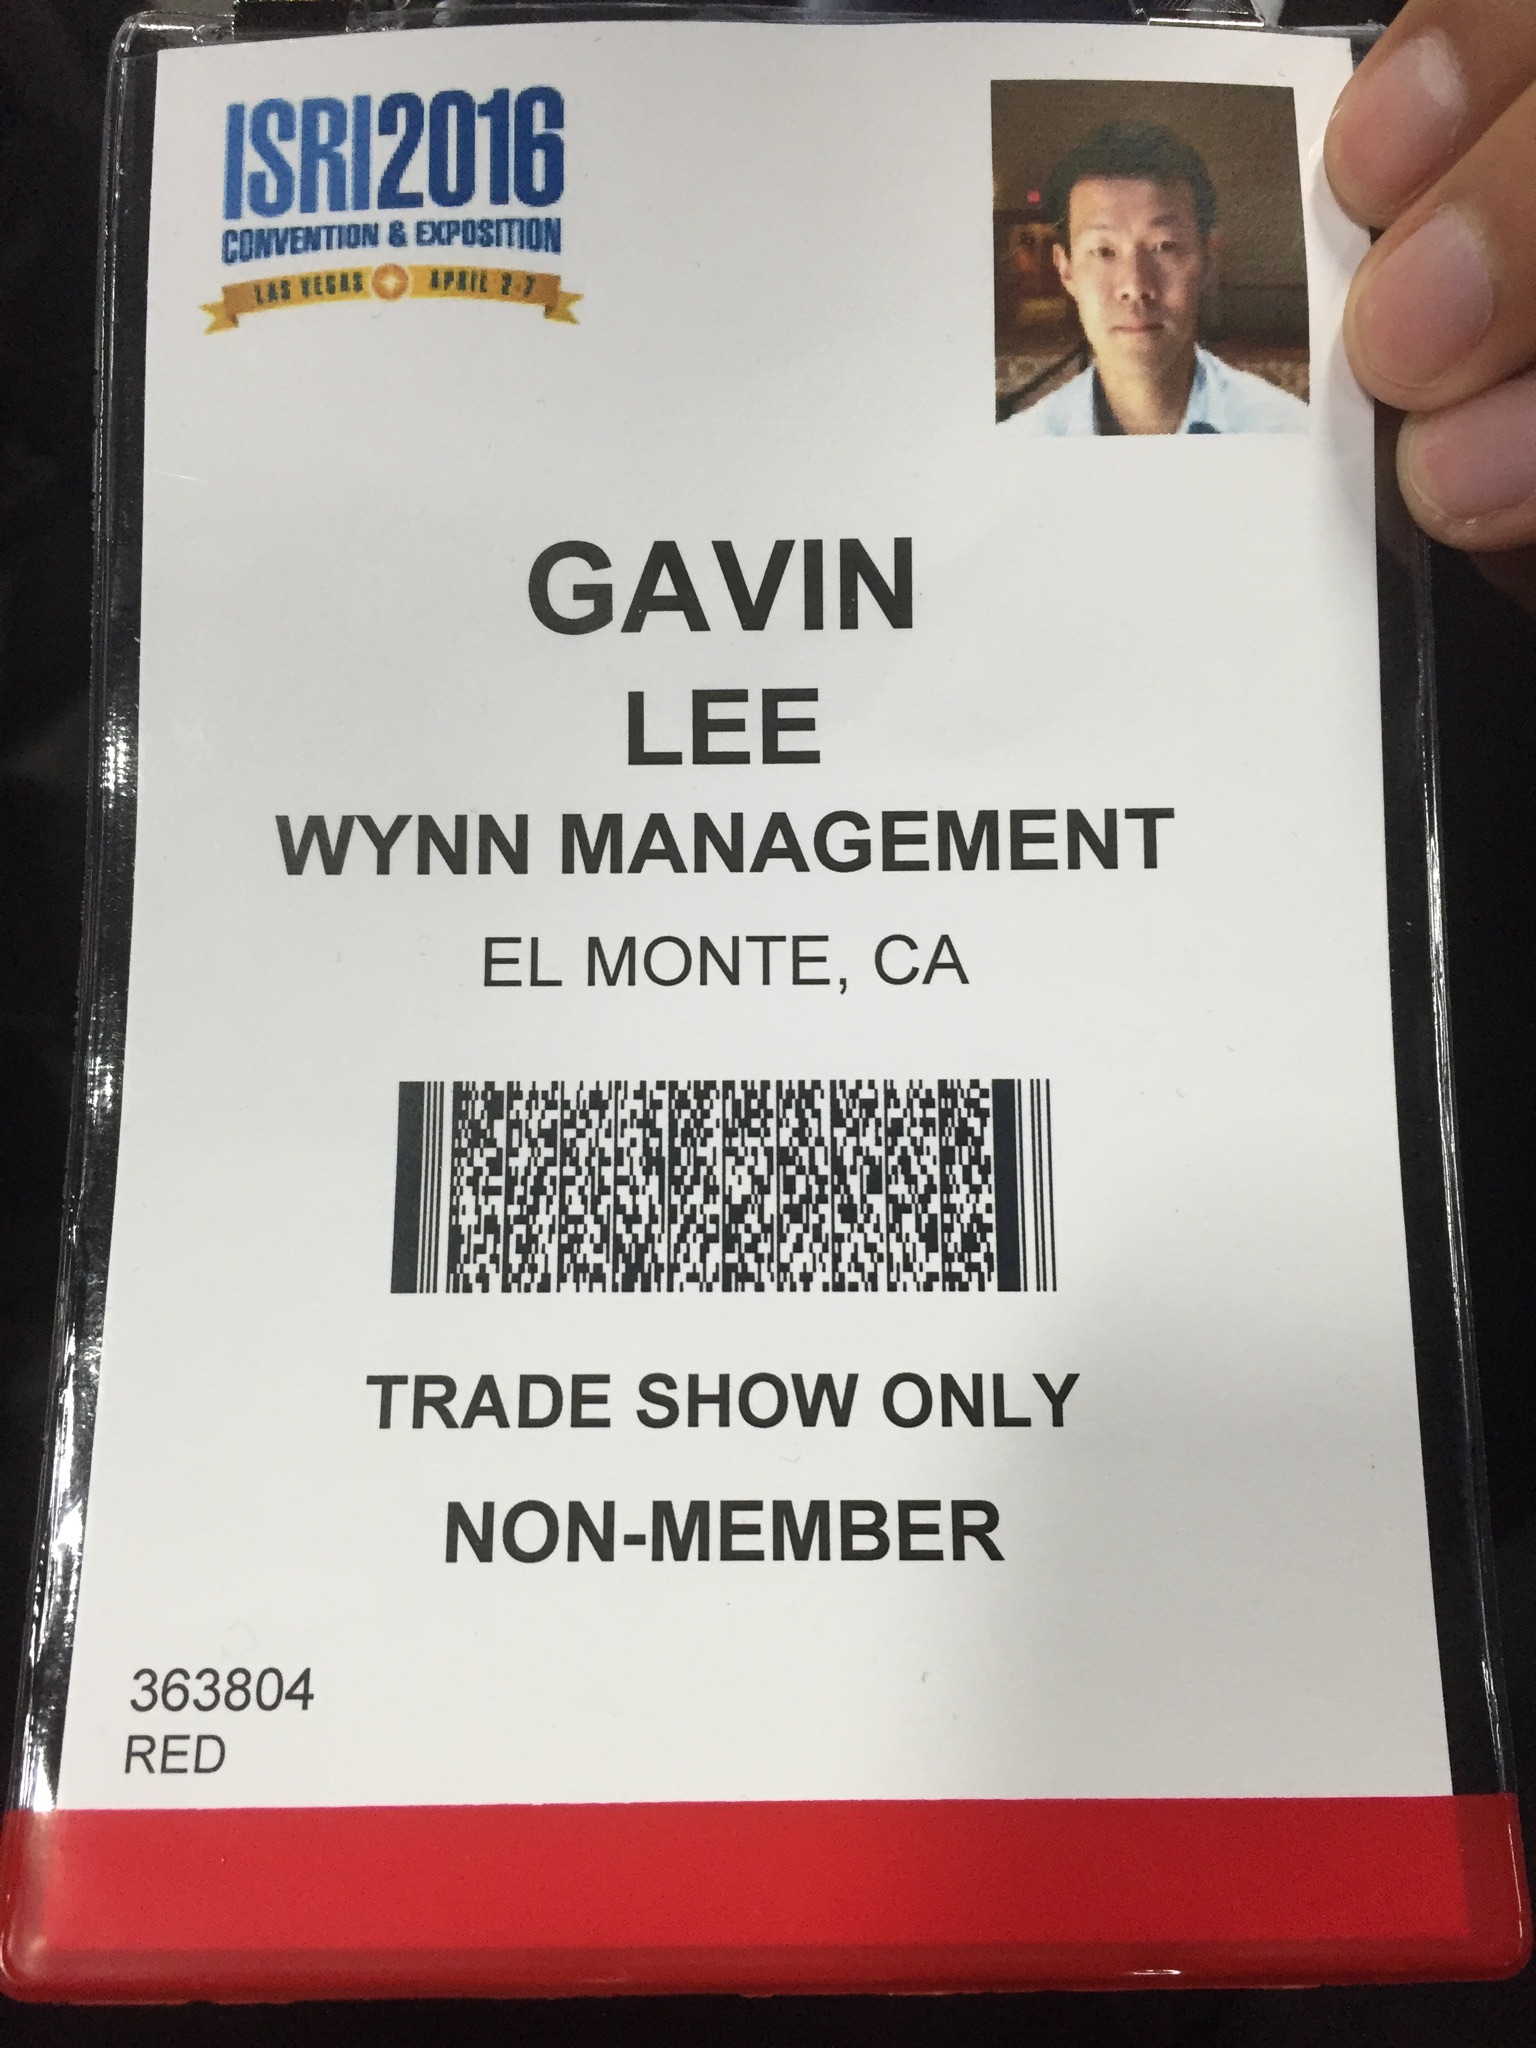 ISRI2016
CONVENTION & EXPOSITION
LAS VEGAS APRIL 2-7
GAVIN
LEE
WYNN MANAGEMENT
EL MONTE, CA
TRADE SHOW ONLY
NON-MEMBER
363804
RED